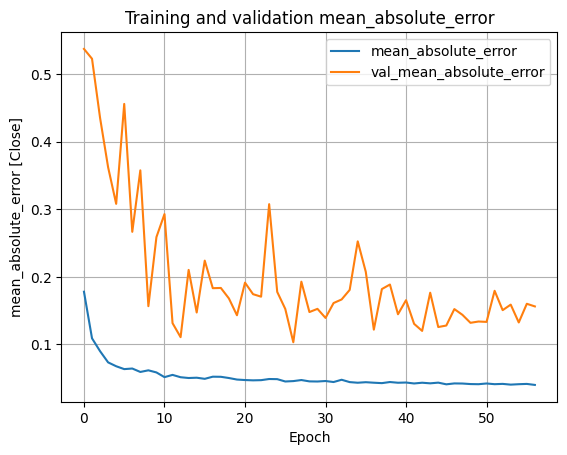 Training and validation mean_absolute_error
mean_absolute_error
val_mean_absolute_error
mean_absolute_error [Close]
0.5
0.4
0.3
0.2
0.1
0 10 20 30 40 50
Epoch